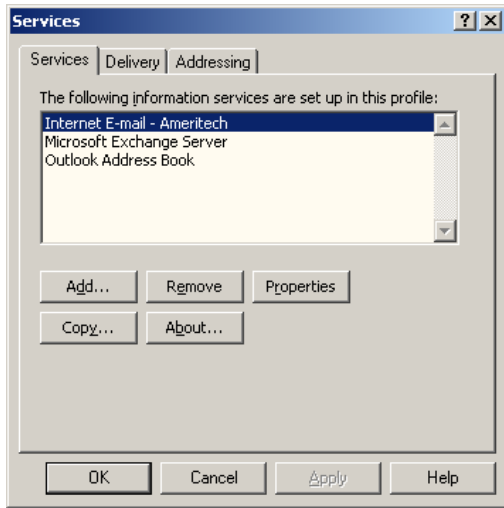 Services
Services Delivery Addressing
The following information services are set up in this profile:
Internet E-mail - Ameritech
Microsoft Exchange Server
Outlook Address Book
Add... Remove Properties
Copy... About...
OK Cancel Apply Help